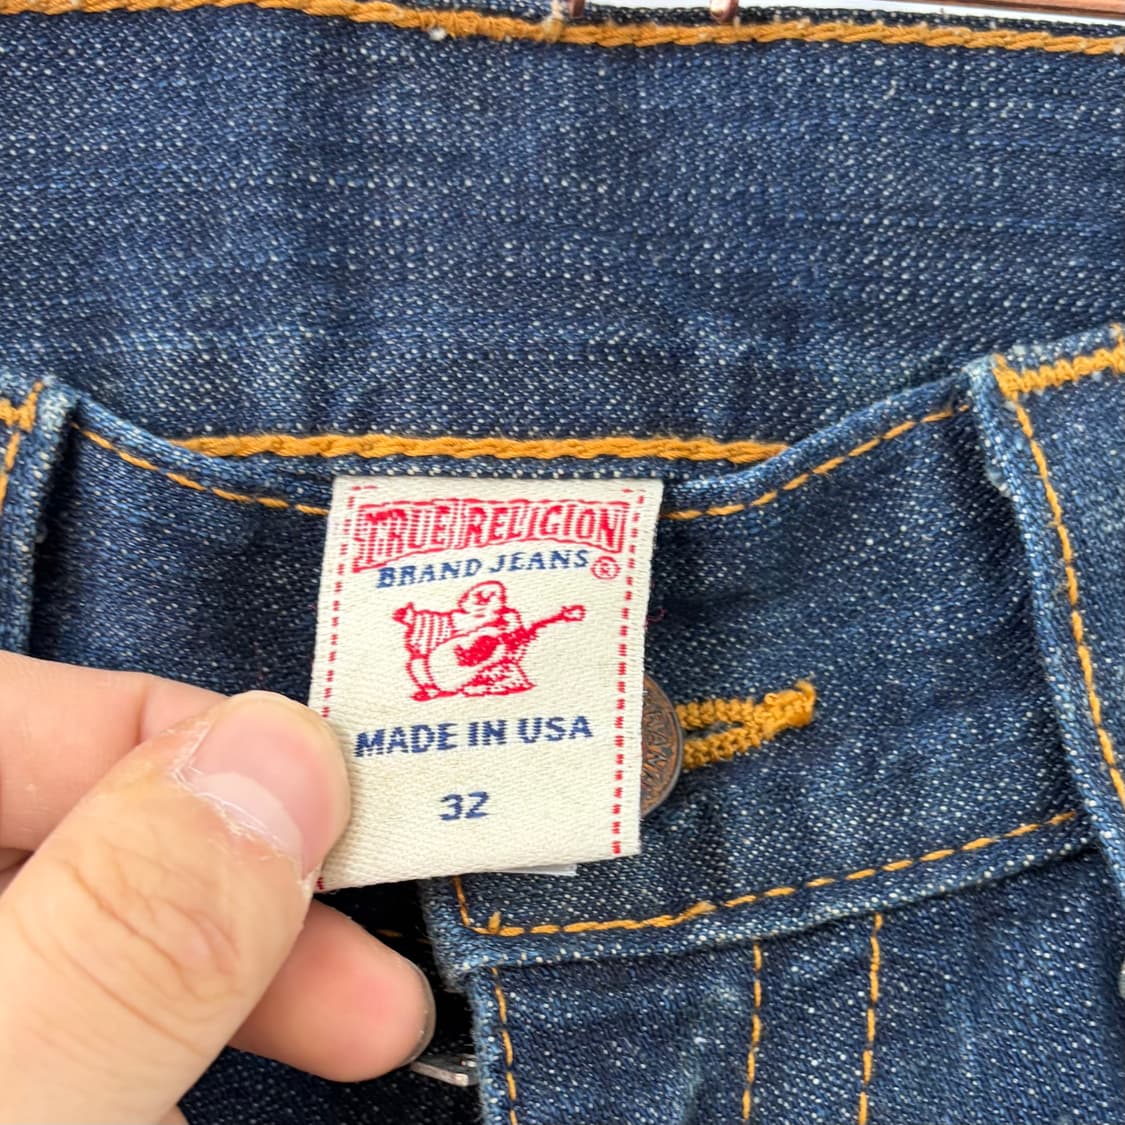 TRUE RELIGION
BRAND JEANS®
MADE IN USA
32